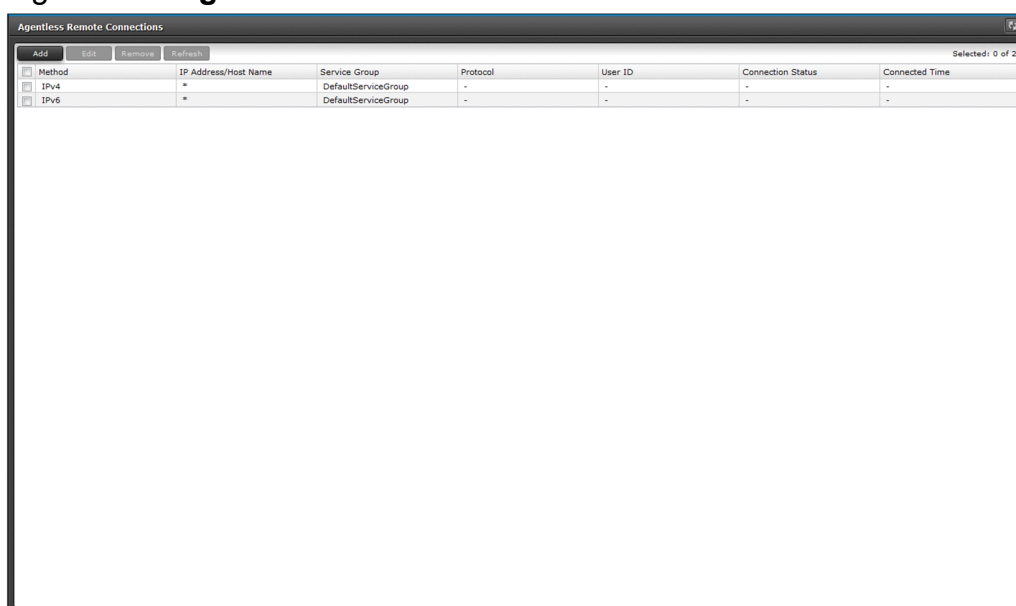 Agentless Remote Connections
Add Edit Remove Refresh Selected: 0 of 2
Method IP Address/Host Name Service Group Protocol User ID Connection Status Connected Time
IPv4 * DefaultServiceGroup - - - -
IPv6 * DefaultServiceGroup - - - -